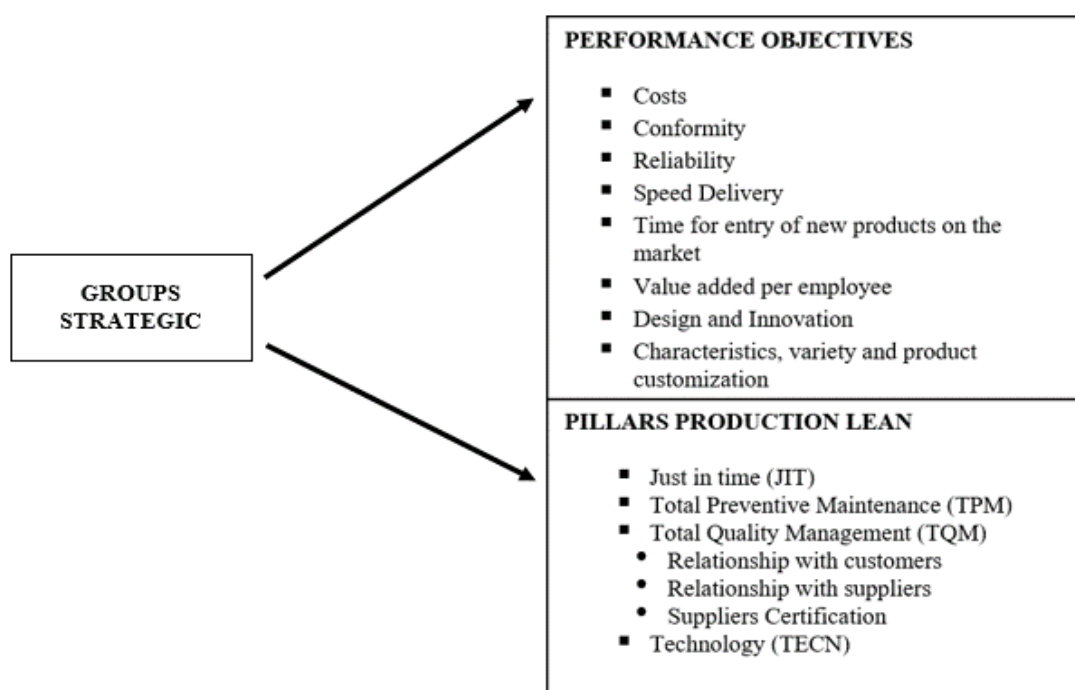 PERFORMANCE OBJECTIVES
▪ Costs
▪ Conformity
▪ Reliability
▪ Speed Delivery
▪ Time for entry of new products on the
market
▪ Value added per employee
▪ Design and Innovation
▪ Characteristics, variety and product
customization
GROUPS
STRATEGIC
PILLARS PRODUCTION LEAN
▪ Just in time (JIT)
▪ Total Preventive Maintenance (TPM)
▪ Total Quality Management (TQM)
• Relationship with customers
• Relationship with suppliers
• Suppliers Certification
▪ Technology (TECN)